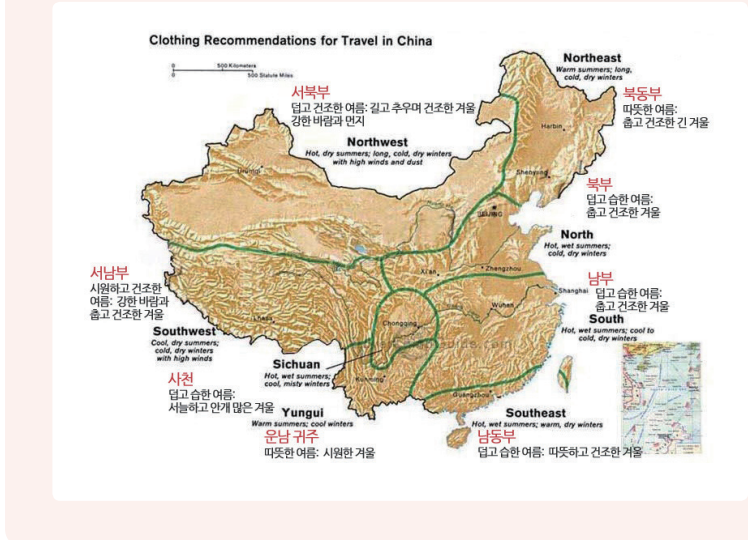 Clothing Recommendations for Travel in China
0 500 Kilometers
0 500 Statute Miles
Northeast
Warm summers; long,
cold, dry winters
북동부
따뜻한 여름:
춥고 건조한 긴 겨울
서북부
덥고 건조한 여름: 길고 추우며 건조한 겨울
강한 바람과 먼지
Northwest
Hot, dry summers; long, cold, dry winters
with high winds and dust
Harbin
Shenyang
BEIJING
북부
덥고 습한 여름:
춥고 건조한 겨울
North
Hot, wet summers;
cold, dry winters
Xi'an
Zhengzhou
서남부
시원하고 건조한
여름: 강한 바람과
춥고 건조한 겨울
Southwest
Cool, dry summers;
cold, dry winters
with high winds
Lhasa
남부
덥고 습한 여름:
춥고 건조한 겨울
Shanghai
South
Hot, wet summers; cool to
cold, dry winters
Wuhan
Chongqing
Sichuan
Hot, wet summers;
cool, misty winters
사천
덥고 습한 여름:
서늘하고 안개 많은 겨울
Kunming
Yungui
Warm summers; cool winters
운남 귀주
따뜻한 여름: 시원한 겨울
Guangzhou
Southeast
Hot, wet summers; warm, dry winters
남동부
덥고 습한 여름: 따뜻하고 건조한 겨울